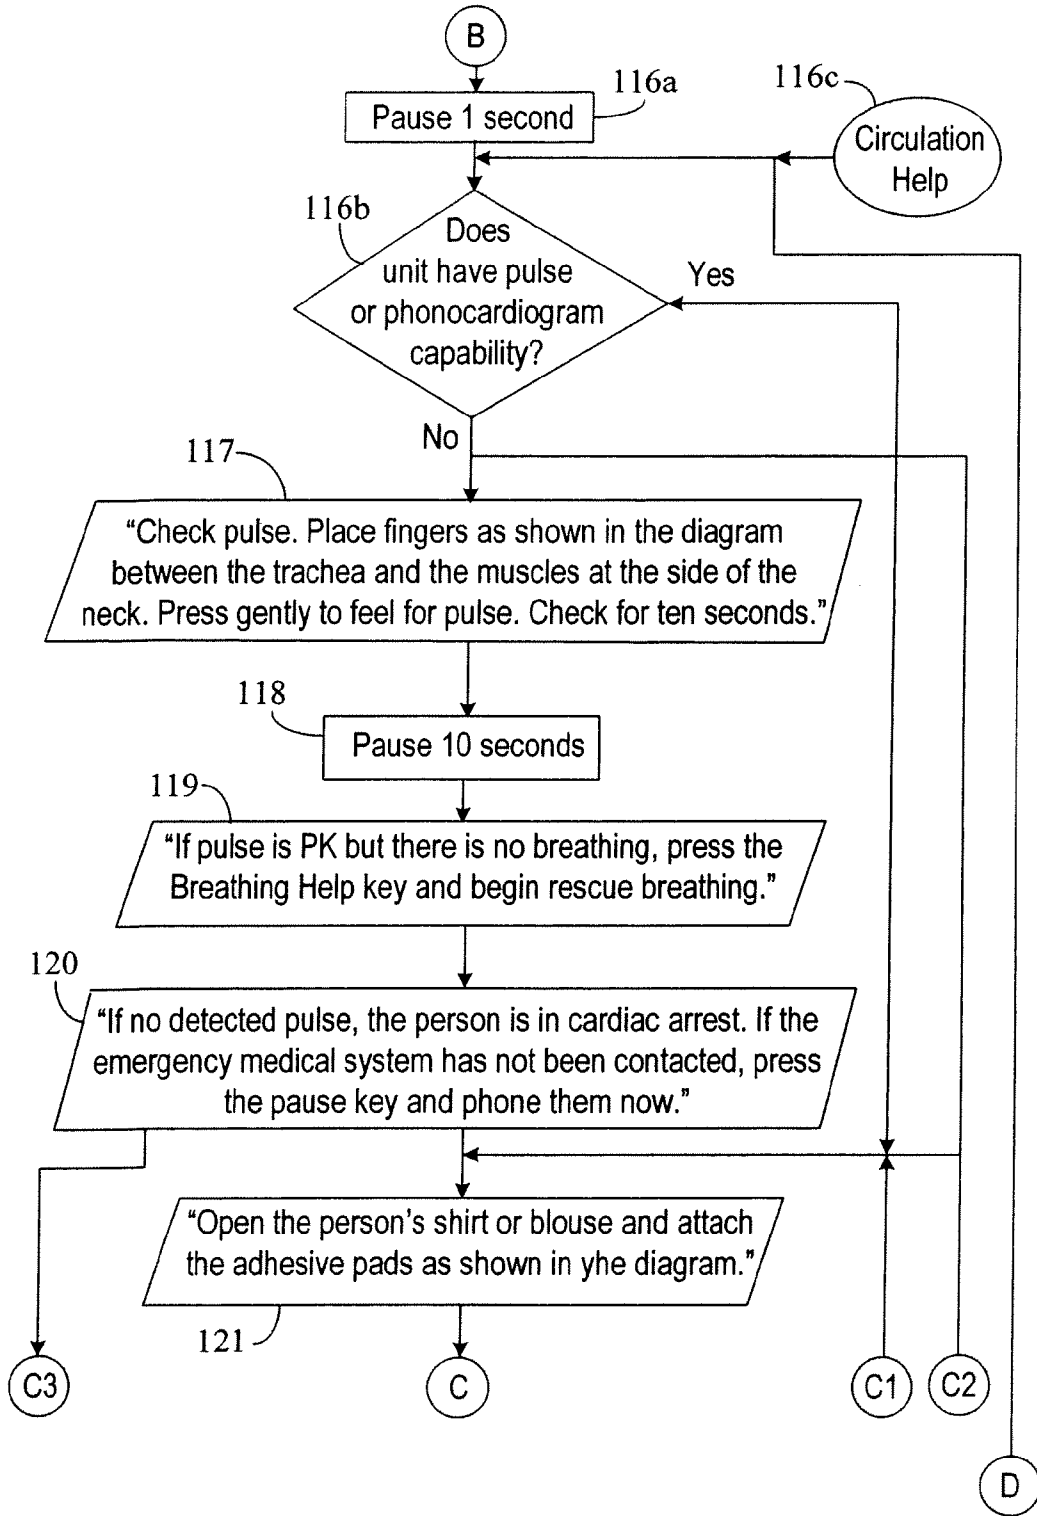 B
116a
Pause 1 second
116c
Circulation
Help
116b
Does
unit have pulse
or phonocardiogram
capability?
Yes
No
117
“Check pulse. Place fingers as shown in the diagram
between the trachea and the muscles at the side of the
neck. Press gently to feel for pulse. Check for ten seconds.”
118
Pause 10 seconds
119
“If pulse is PK but there is no breathing, press the
Breathing Help key and begin rescue breathing.”
120
“If no detected pulse, the person is in cardiac arrest. If the
emergency medical system has not been contacted, press
the pause key and phone them now.”
“Open the person’s shirt or blouse and attach
the adhesive pads as shown in yhe diagram.”
121
C3
C
C1
C2
D